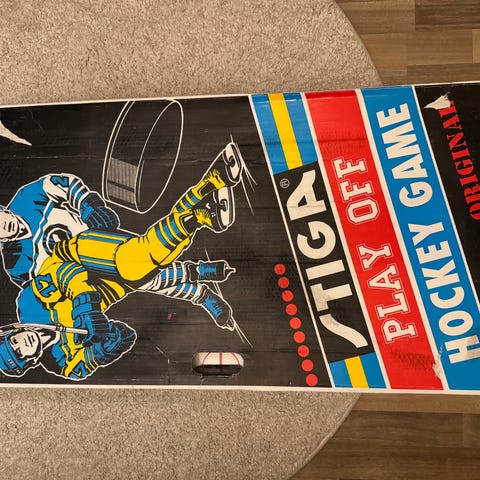 STIGA®
PLAY OFF
HOCKEY GAME
ORIGINAL